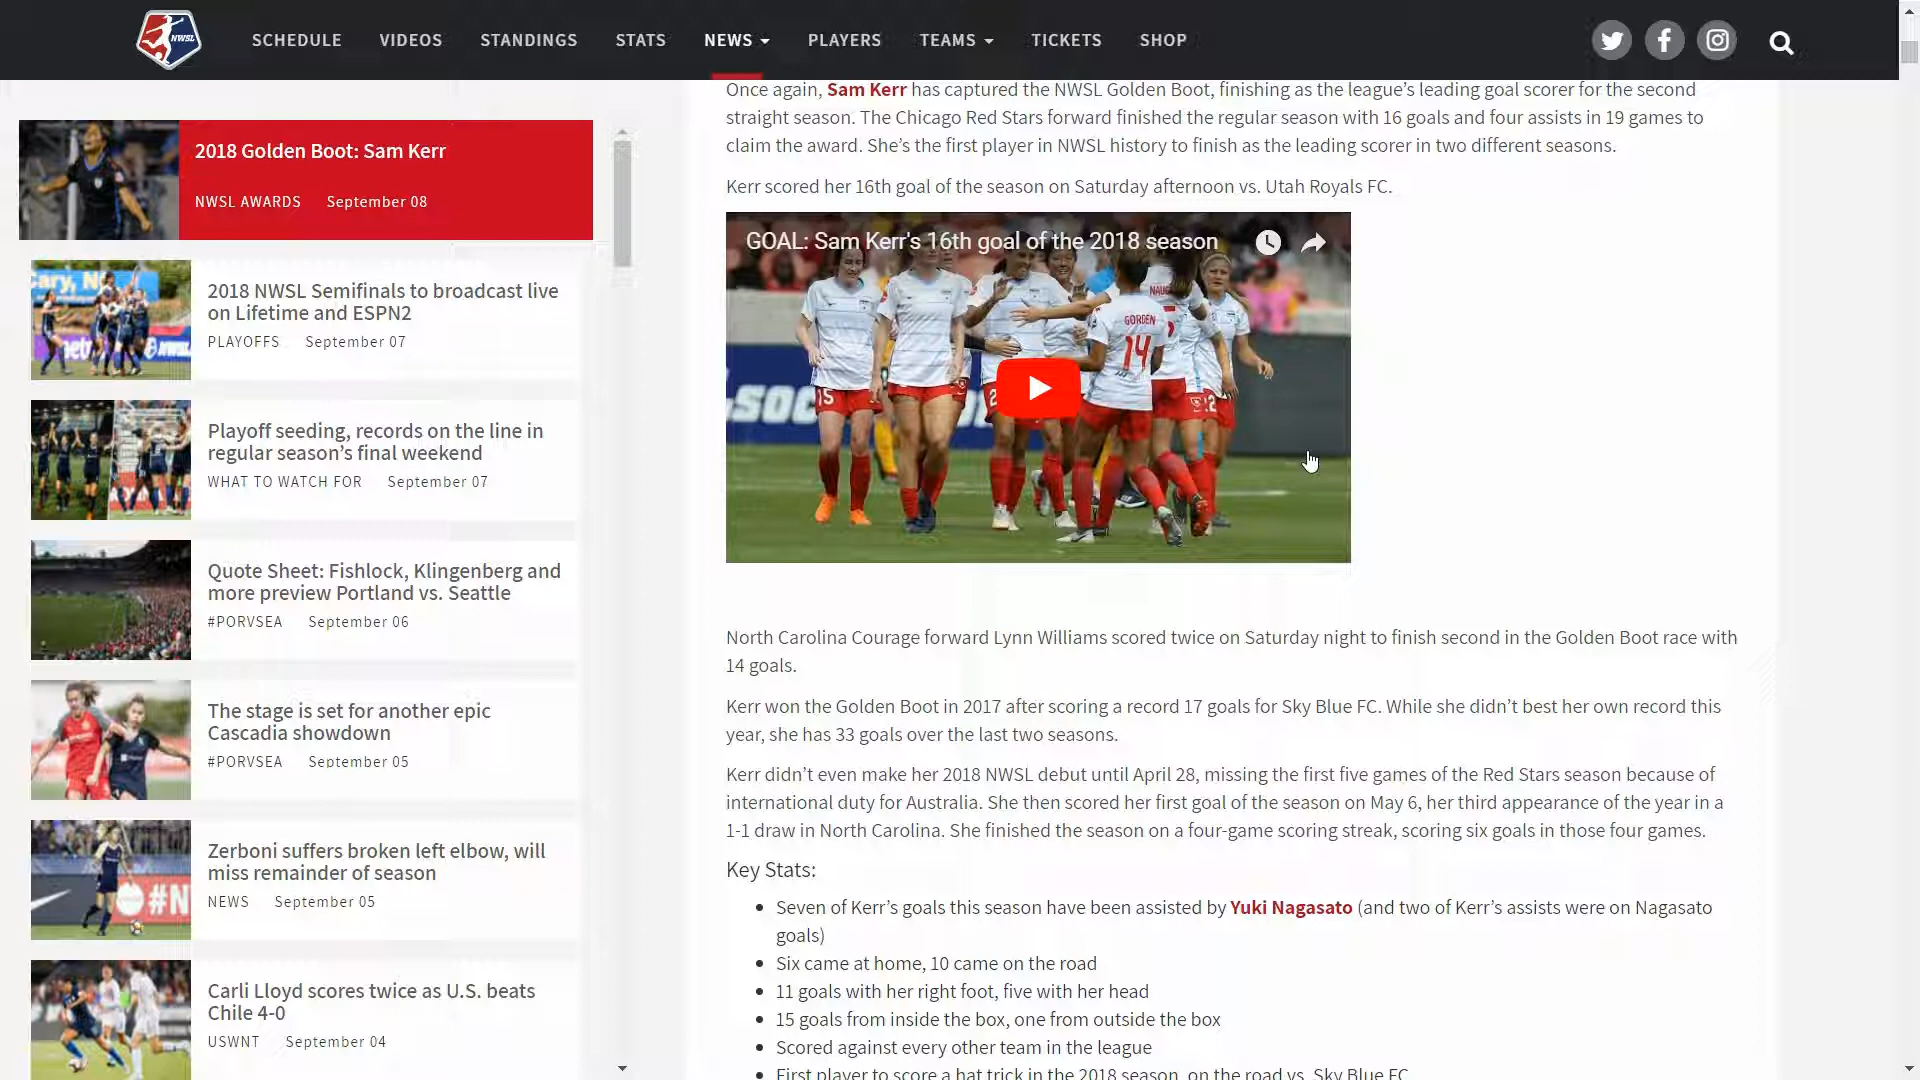 NWSL
SCHEDULE VIDEOS STANDINGS STATS NEWS PLAYERS TEAMS TICKETS SHOP
2018 Golden Boot: Sam Kerr
NWSL AWARDS September 08
2018 NWSL Semifinals to broadcast live
on Lifetime and ESPN2
PLAYOFFS September 07
Playoff seeding, records on the line in
regular season’s final weekend
WHAT TO WATCH FOR September 07
Quote Sheet: Fishlock, Klingenberg and
more preview Portland vs. Seattle
#PORVSEA September 06
The stage is set for another epic
Cascadia showdown
#PORVSEA September 05
Zerboni suffers broken left elbow, will
miss remainder of season
NEWS September 05
Carli Lloyd scores twice as U.S. beats
Chile 4-0
USWNT September 04
Once again, Sam Kerr has captured the NWSL Golden Boot, finishing as the league’s leading goal scorer for the second
straight season. The Chicago Red Stars forward finished the regular season with 16 goals and four assists in 19 games to
claim the award. She’s the first player in NWSL history to finish as the leading scorer in two different seasons.
Kerr scored her 16th goal of the season on Saturday afternoon vs. Utah Royals FC.
GOAL: Sam Kerr's 16th goal of the 2018 season
GORDEN
14
15
North Carolina Courage forward Lynn Williams scored twice on Saturday night to finish second in the Golden Boot race with
14 goals.
Kerr won the Golden Boot in 2017 after scoring a record 17 goals for Sky Blue FC. While she didn’t best her own record this
year, she has 33 goals over the last two seasons.
Kerr didn’t even make her 2018 NWSL debut until April 28, missing the first five games of the Red Stars season because of
international duty for Australia. She then scored her first goal of the season on May 6, her third appearance of the year in a
1-1 draw in North Carolina. She finished the season on a four-game scoring streak, scoring six goals in those four games.
Key Stats:
Seven of Kerr’s goals this season have been assisted by Yuki Nagasato (and two of Kerr’s assists were on Nagasato
goals)
Six came at home, 10 came on the road
11 goals with her right foot, five with her head
15 goals from inside the box, one from outside the box
Scored against every other team in the league
First player to score a hat trick in the 2018 season, on the road vs. Sky Blue FC